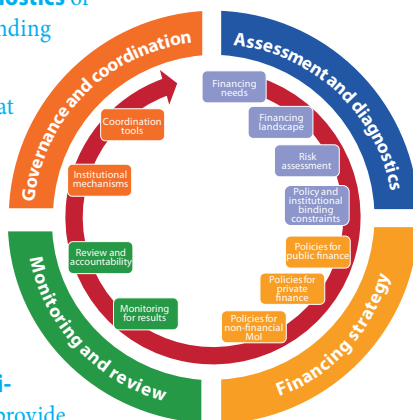 nostics of
nding
at
i-
provide
Governance and coordination
Assessment and diagnostics
Financing strategy
Monitoring and review
Financing
needs
Financing
landscape
Risk
assessment
Policy and
institutional
binding
constraints
Policies for
public finance
Policies for
private
finance
Policies for
non-financial
MoI
Monitoring
for results
Review and
accountability
Institutional
mechanisms
Coordination
tools